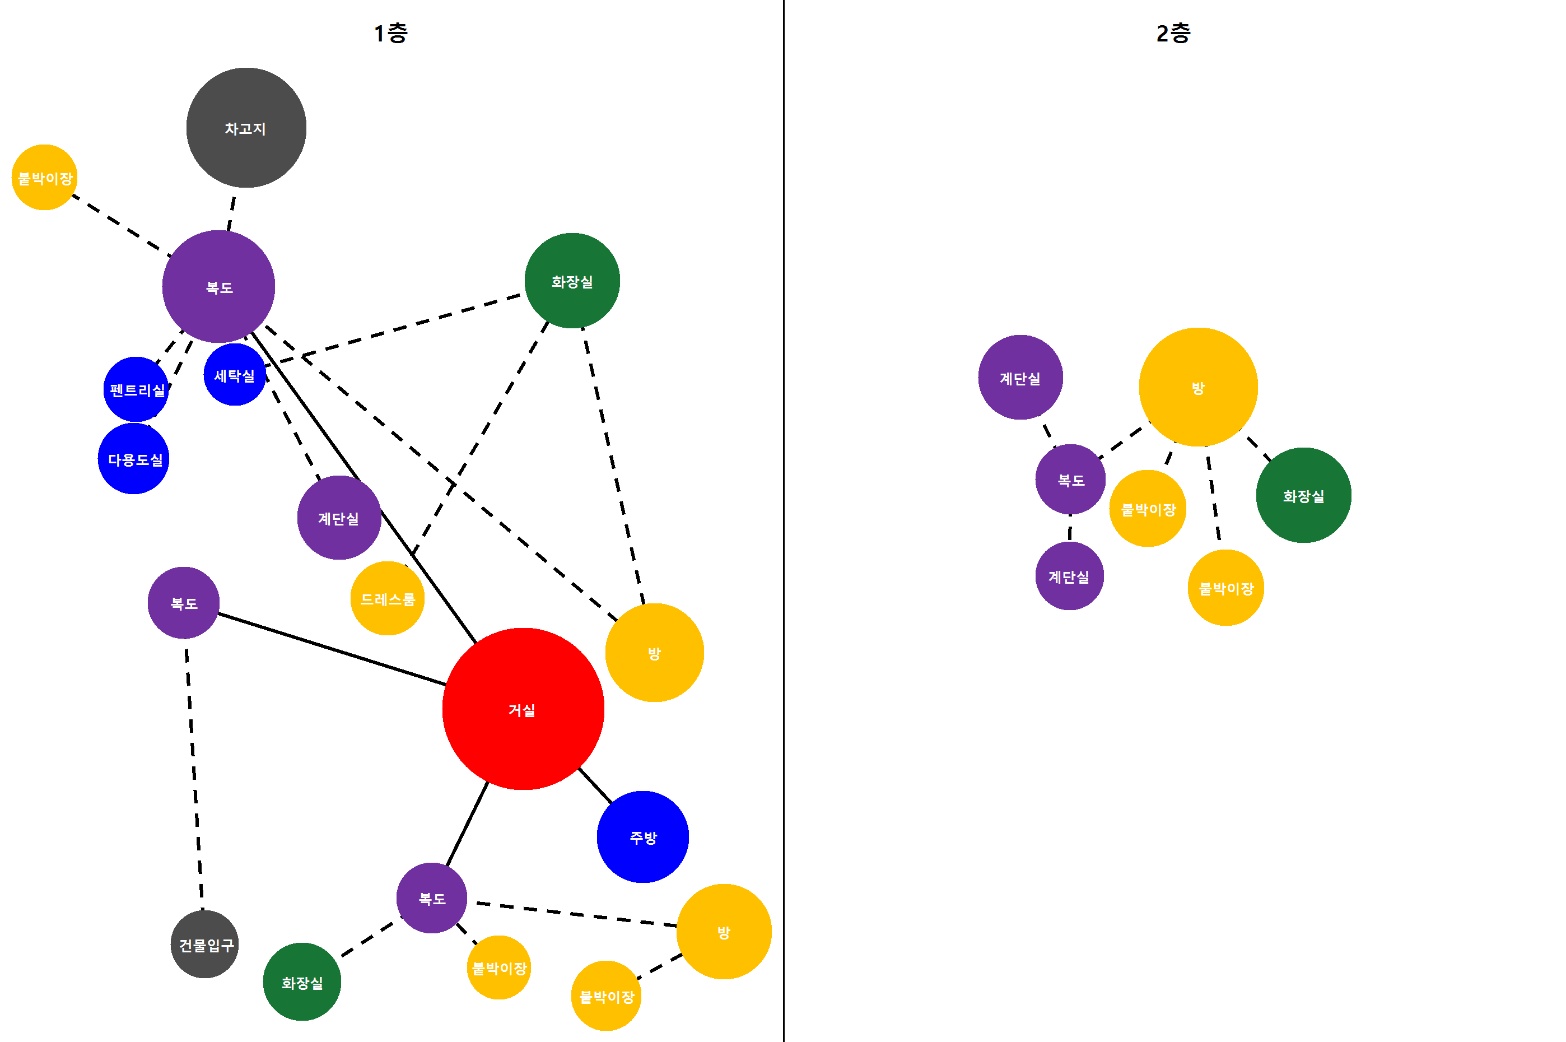 1층
차고지
붙박이장
복도
화장실
세탁실
펜트리실
다용도실
계단실
드레스룸
복도
방
거실
주방
복도
방
건물입구
화장실
붙박이장
붙박이장
2층
계단실
방
복도
화장실
붙박이장
계단실
붙박이장